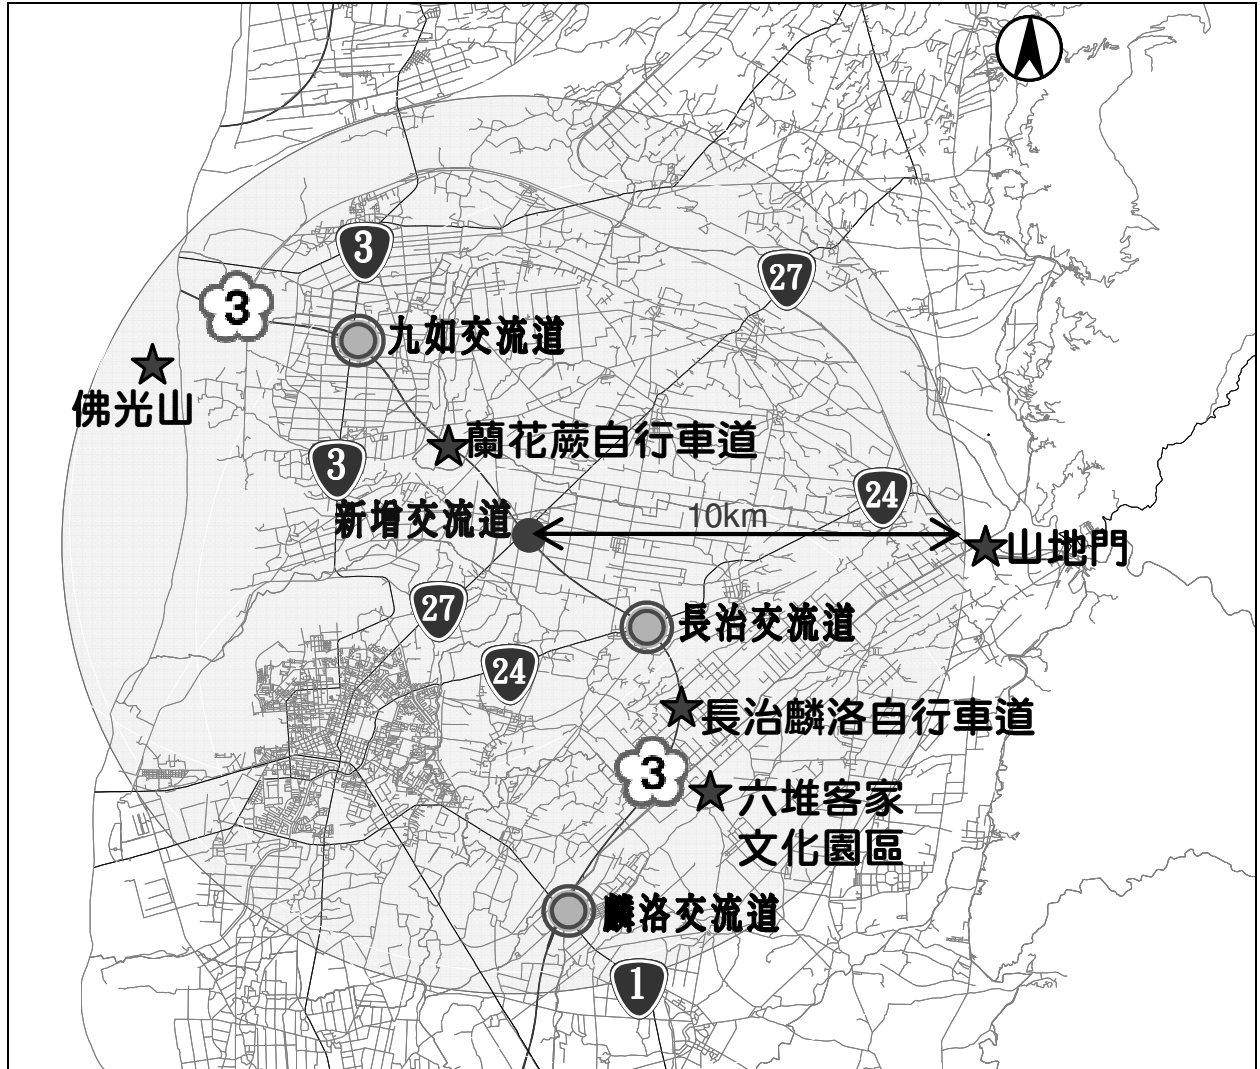 3
27
3
九如交流道
佛光山
蘭花蕨自行車道
3
24
新增交流道
10km
山地門
27
長治交流道
24
長治麟洛自行車道
3
六堆客家
文化園區
麟洛交流道
1